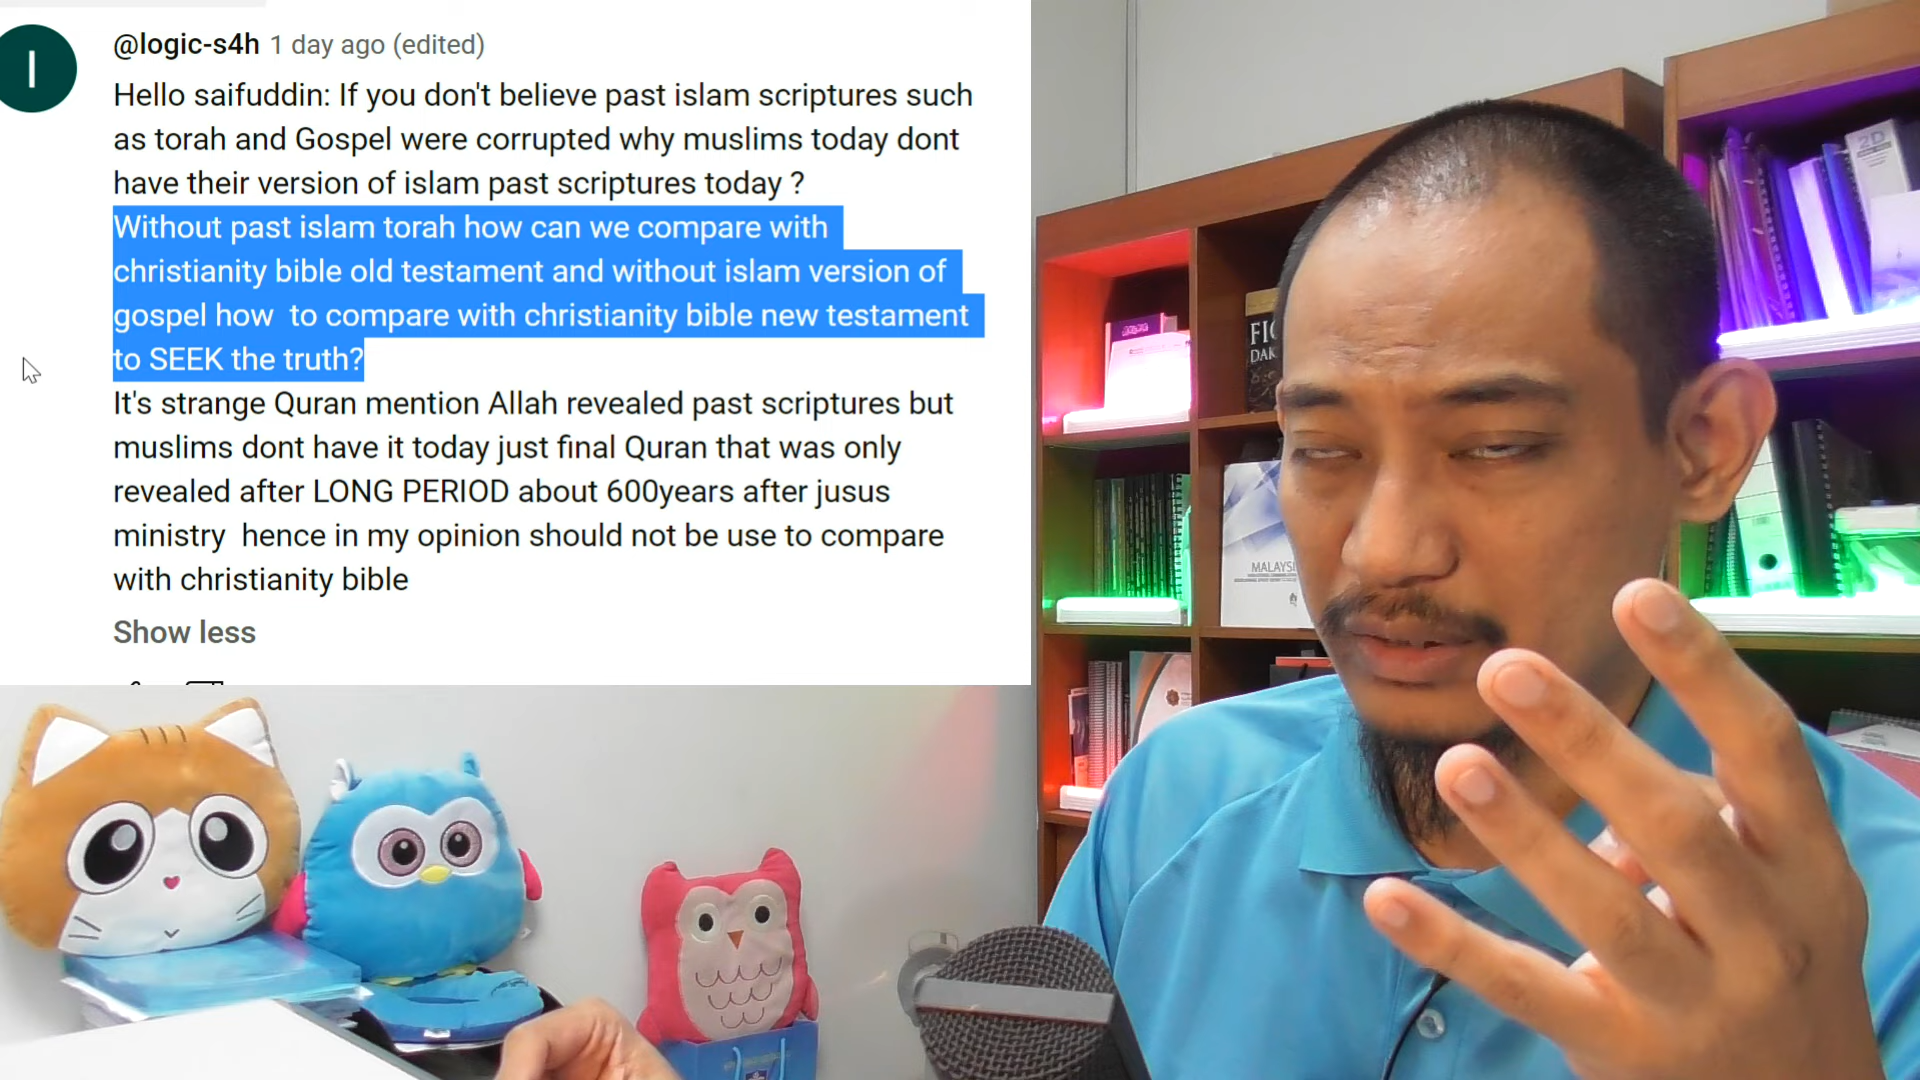 @logic-s4h 1 day ago (edited)
Hello saifuddin: If you don't believe past islam scriptures such
as torah and Gospel were corrupted why muslims today dont
have their version of islam past scriptures today ?
Without past islam torah how can we compare with
christianity bible old testament and without islam version of
gospel how  to compare with christianity bible new testament
to SEEK the truth?
It's strange Quran mention Allah revealed past scriptures but
muslims dont have it today just final Quran that was only
revealed after LONG PERIOD about 600years after jusus
ministry  hence in my opinion should not be use to compare
with christianity bible
Show less
I
2D
MALAYSI